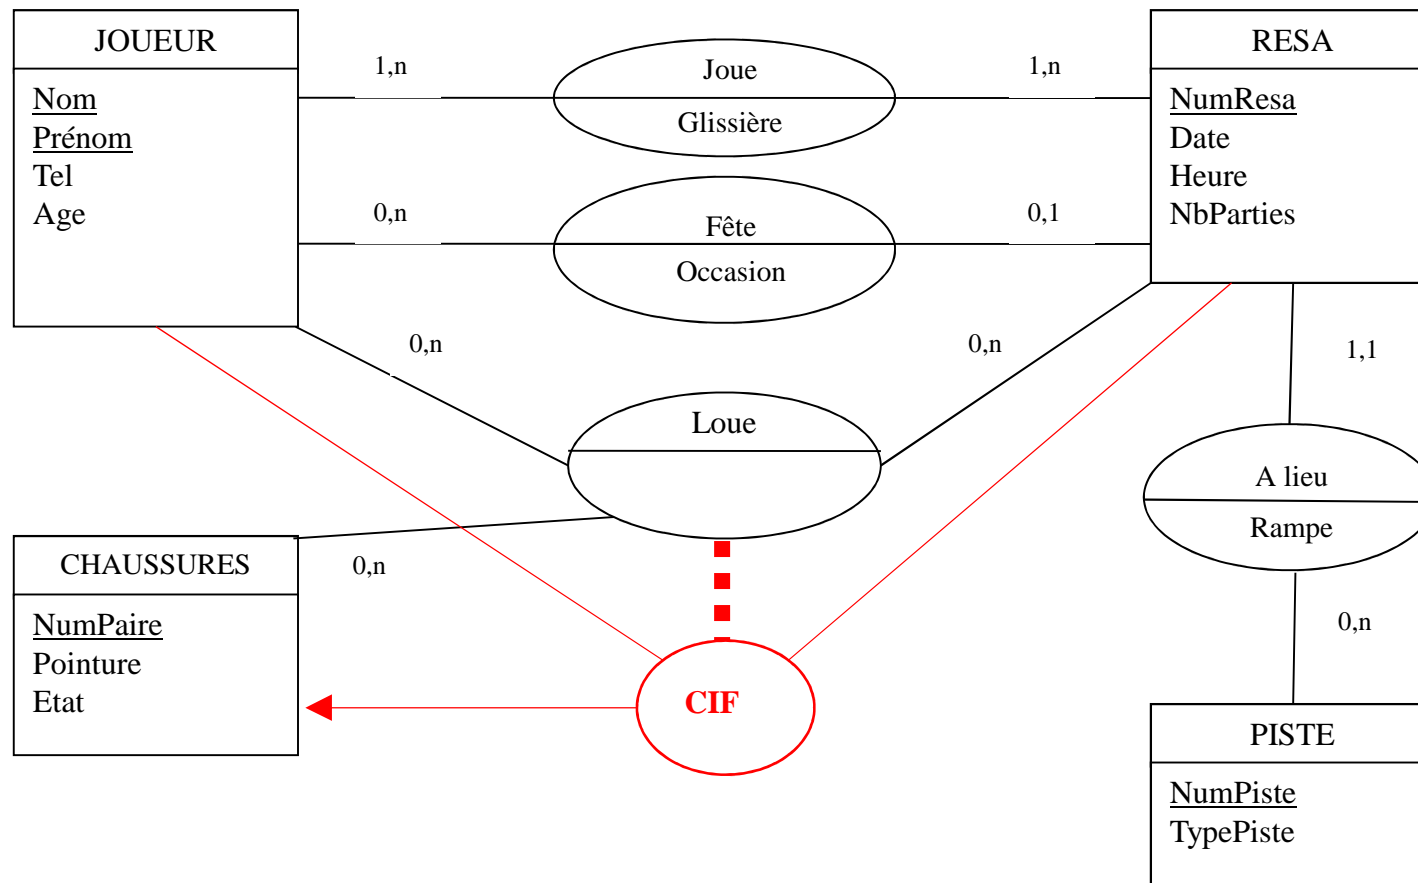 JOUEUR
Nom
Prénom
Tel
Age
1,n
Joue
Glissière
1,n
RESA
NumResa
Date
Heure
NbParties
0,n
Fête
Occasion
0,1
0,n
Loue
0,n
1,1
A lieu
Rampe
0,n
CHAUSSURES
NumPaire
Pointure
Etat
0,n
CIF
PISTE
NumPiste
TypePiste